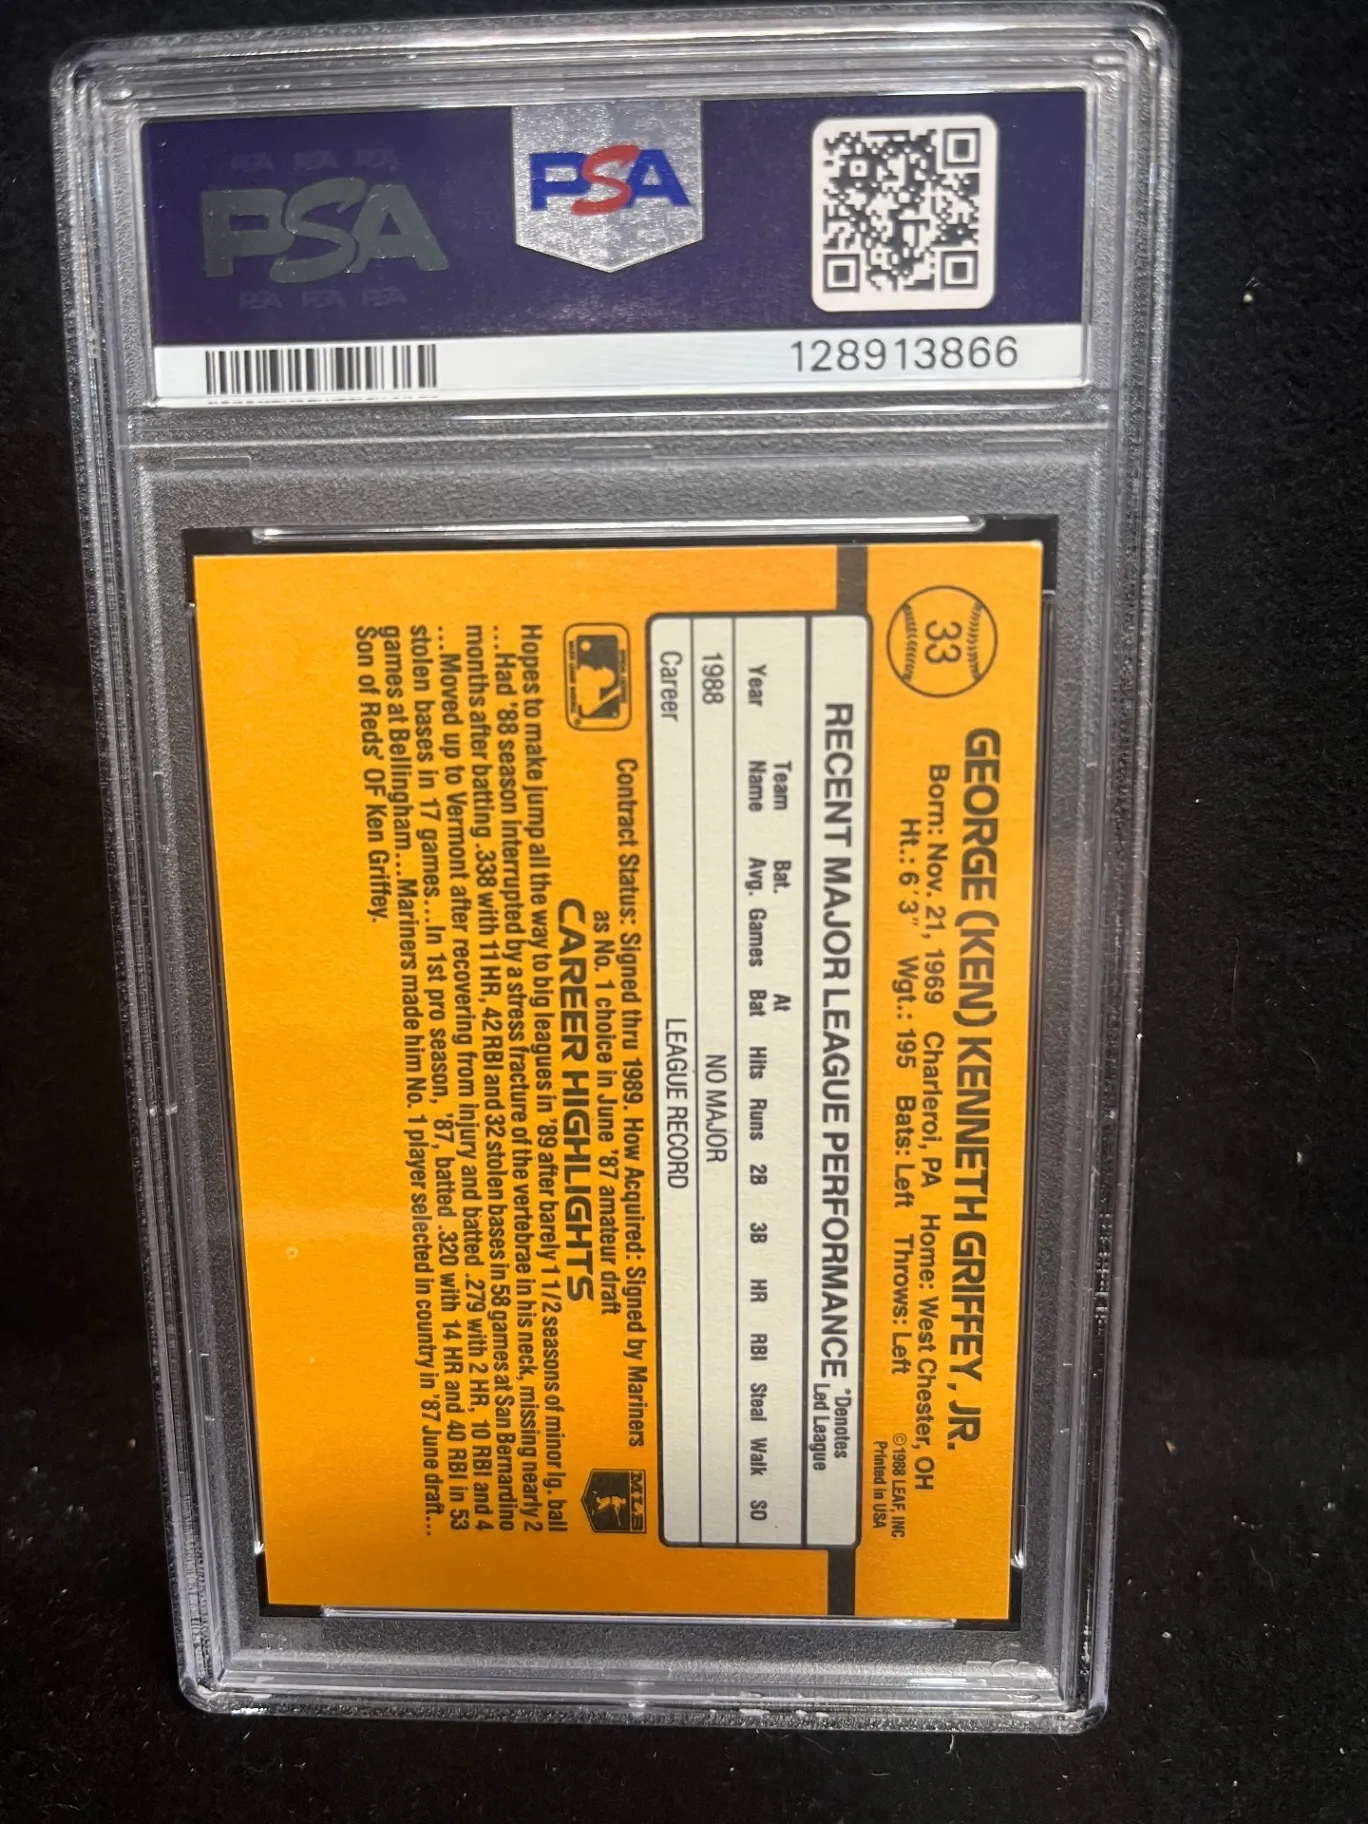 PSA PSA PSA
PSA
PSA PSA PSA
PSA
128913866
33
GEORGE (KEN) KENNETH GRIFFEY, JR.
Born: Nov. 21, 1969 Charleroi, PA Home: West Chester, OH
Ht.: 6'3" Wgt.: 195 Bats: Left Throws: Left
©1988 LEAF, INC.
Printed in USA
RECENT MAJOR LEAGUE PERFORMANCE
*Denotes
Led League
Team Bat. At
Year Name Avg. Games Bat Hits Runs 2B 3B HR RBI Steal Walk SO
1988 NO MAJOR
Career LEAGUE RECORD
Contract Status: Signed thru 1989. How Acquired: Signed by Mariners
as No. 1 choice in June '87 amateur draft
MLB
CAREER HIGHLIGHTS
Hopes to make jump all the way to big leagues in '89 after barely 1 1/2 seasons of minor lg. ball
...Had '88 season interrupted by a stress fracture of the vertebrae in his neck, missing nearly 2
months after batting .338 with 11 HR, 42 RBI and 32 stolen bases in 58 games at San Bernardino
...Moved up to Vermont after recovering from injury and batted .279 with 2 HR, 10 RBI and 4
stolen bases in 17 games...In 1st pro season, '87, batted .320 with 14 HR and 40 RBI in 53
games at Bellingham...Mariners made him No. 1 player selected in country in '87 June draft...
Son of Reds' OF Ken Griffey.